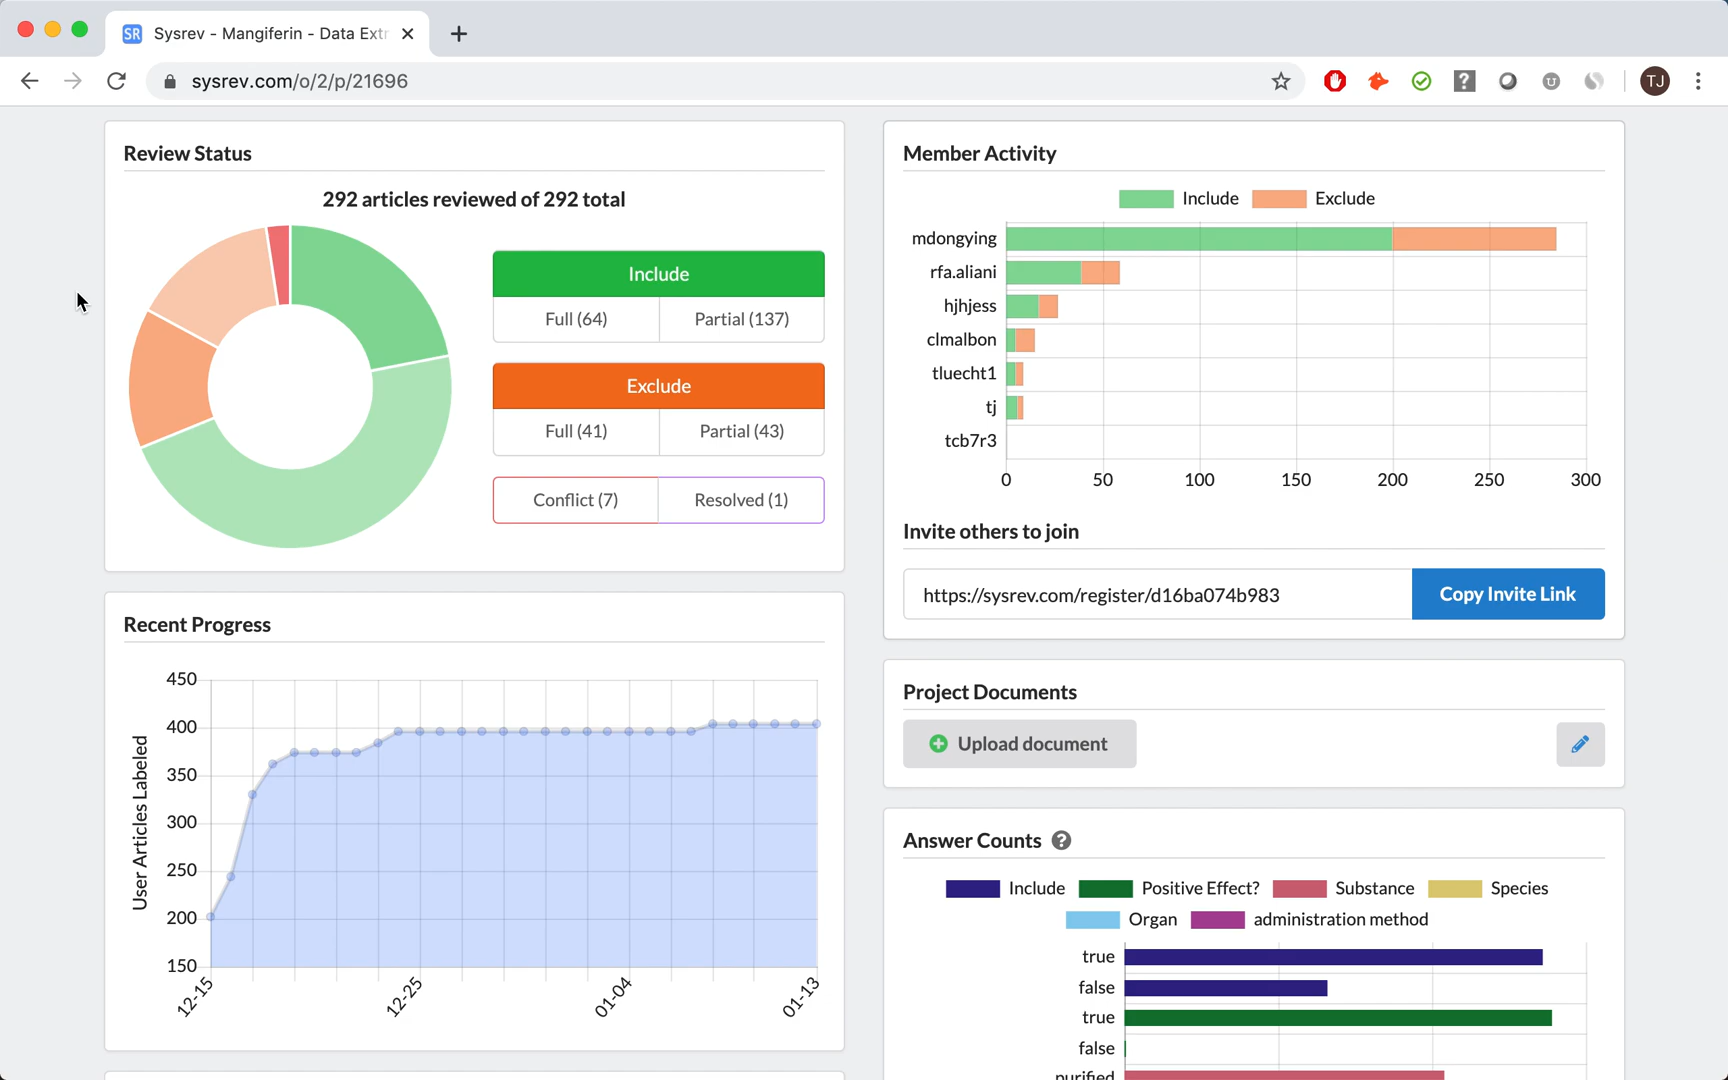 SR Sysrev - Mangiferin - Data Extr
sysrev.com/o/2/p/21696
TJ
Review Status
292 articles reviewed of 292 total
Include
Full (64) Partial (137)
Exclude
Full (41) Partial (43)
Conflict (7) Resolved (1)
Recent Progress
User Articles Labeled
450
400
350
300
250
200
150
12-15 12-25 01-04 01-13
Member Activity
Include Exclude
mdongying
rfa.aliani
hjhjess
clmalbon
tluecht1
tj
tcb7r3
0 50 100 150 200 250 300
Invite others to join
https://sysrev.com/register/d16ba074b983 Copy Invite Link
Project Documents
Upload document
Answer Counts ?
Include Positive Effect? Substance Species
Organ administration method
true
false
true
false
purified